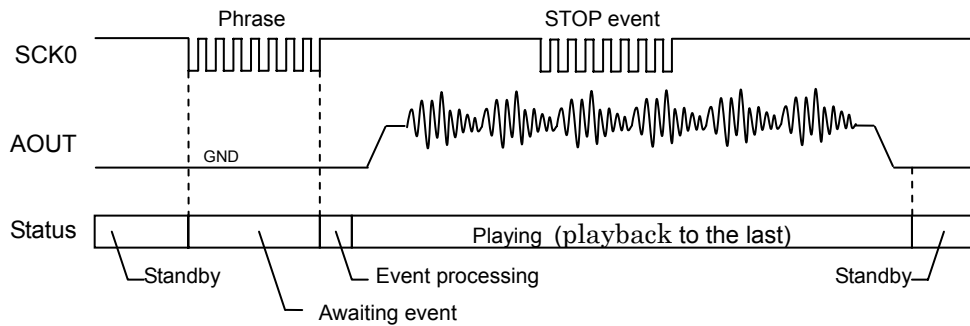 Phrase
STOP event
SCK0
AOUT
GND
Status
Playing (playback to the last)
Standby
Event processing
Standby
Awaiting event